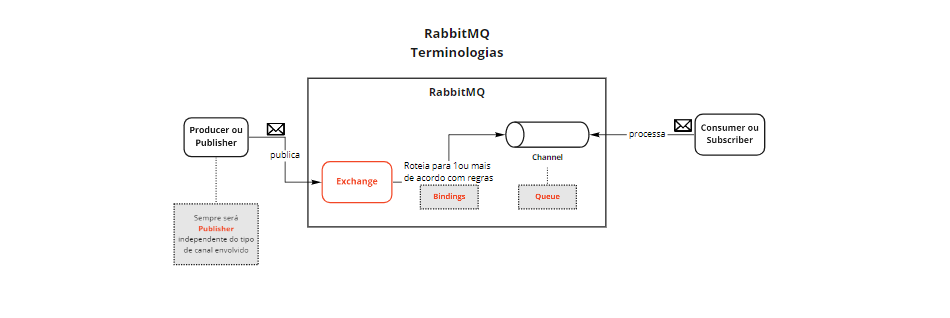 RabbitMQ
Terminologias
RabbitMQ
Producer ou
Publisher
publica
Exchange
Roteia para 1ou mais
de acordo com regras
Bindings
Channel
Queue
processa
Consumer ou
Subscriber
Sempre será
Publisher
independente do tipo
de canal envolvido